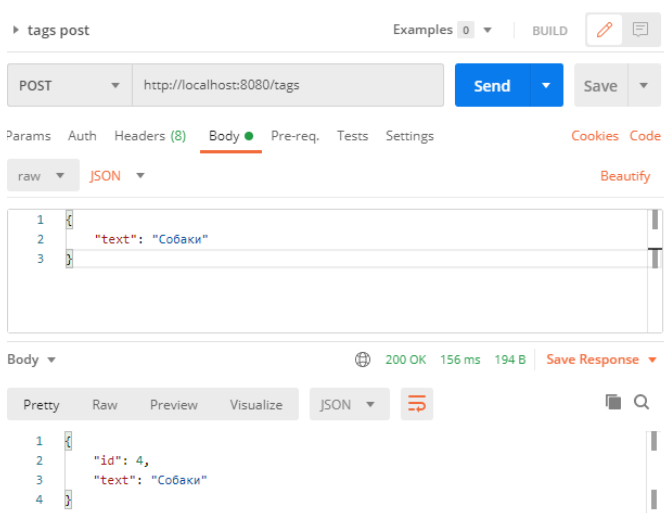 tags post Examples 0 BUILD
POST http://localhost:8080/tags Send Save
Params Auth Headers (8) Body Pre-req. Tests Settings Cookies Code
raw JSON Beautify
1 {
2 "text": "Собаки"
3 }
Body 200 OK 156 ms 194 B Save Response
Pretty Raw Preview Visualize JSON
1 {
2 "id": 4,
3 "text": "Собаки"
4 }